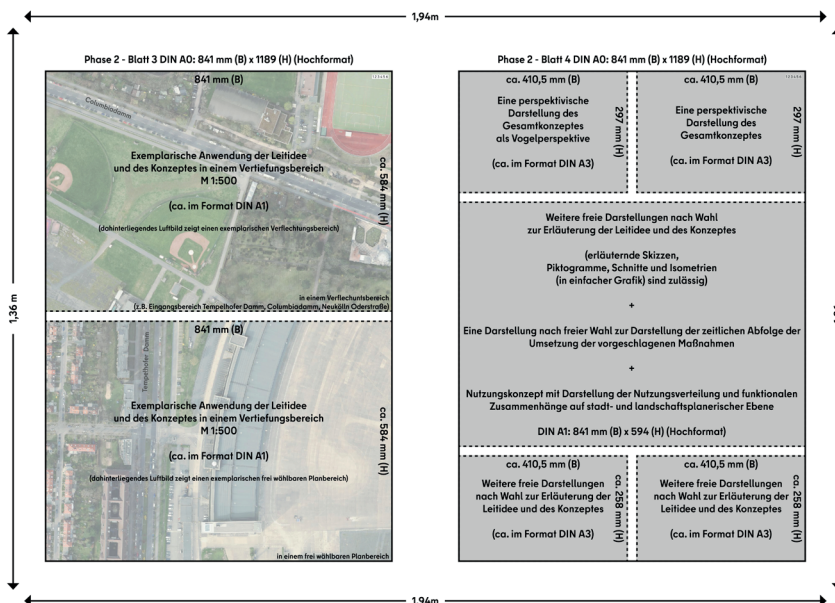 1,94m
1,36 m
Phase 2 - Blatt 3 DIN A0: 841 mm (B) x 1189 (H) (Hochformat)
841 mm (B)
Columbiadamm
Exemplarische Anwendung der Leitidee
und des Konzeptes in einem Vertiefungsbereich
M 1:500
(ca. im Format DIN A1)
(dahinterliegendes Luftbild zeigt einen exemplarischen Verflechtungsbereich)
ca. 584 mm (H)
in einem Verflechuntsbereich
(z.B. Eingangsbereich Tempelhofer Damm, Columbiadamm, Neukölln Oderstraße)
841 mm (B)
Tempelhofer Damm
Exemplarische Anwendung der Leitidee
und des Konzeptes in einem Vertiefungsbereich
M 1:500
(ca. im Format DIN A1)
(dahinterliegendes Luftbild zeigt einen exemplarischen frei wählbaren Planbereich)
ca. 584 mm (H)
in einem frei wählbaren Planbereich
Phase 2 - Blatt 4 DIN A0: 841 mm (B) x 1189 (H) (Hochformat)
ca. 410,5 mm (B)
Eine perspektivische
Darstellung des
Gesamtkonzeptes
als Vogelperspektive
(ca. im Format DIN A3)
297 mm (H)
ca. 410,5 mm (B)
Eine perspektivische
Darstellung des
Gesamtkonzeptes
(ca. im Format DIN A3)
297 mm (H)
Weitere freie Darstellungen nach Wahl
zur Erläuterung der Leitidee und des Konzeptes
(erläuternde Skizzen,
Piktogramme, Schnitte und Isometrien
(in einfacher Grafik) sind zulässig)
+
Eine Darstellung nach freier Wahl zur Darstellung der zeitlichen Abfolge der
Umsetzung der vorgeschlagenen Maßnahmen
+
Nutzungskonzept mit Darstellung der Nutzungsverteilung und funktionalen
Zusammenhänge auf stadt- und landschaftsplanerischer Ebene
DIN A1: 841 mm (B) x 594 (H) (Hochformat)
ca. 410,5 mm (B)
Weitere freie Darstellungen
nach Wahl zur Erläuterung der
Leitidee und des Konzeptes
(ca. im Format DIN A3)
ca. 258 mm (H)
ca. 410,5 mm (B)
Weitere freie Darstellungen
nach Wahl zur Erläuterung der
Leitidee und des Konzeptes
(ca. im Format DIN A3)
ca. 258 mm (H)
1,94m